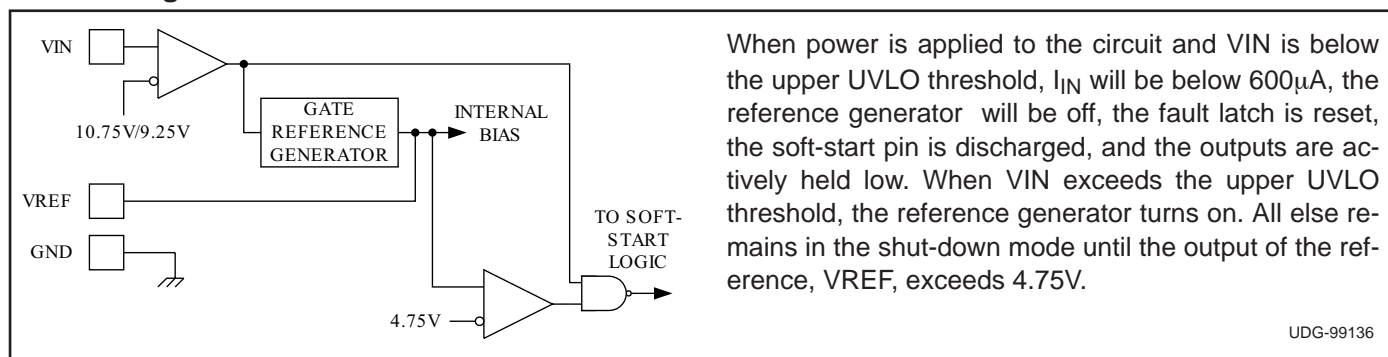 VIN
10.75V/9.25V
GATE
REFERENCE
GENERATOR
INTERNAL
BIAS
VREF
GND
4.75V
TO SOFT-
START
LOGIC
When power is applied to the circuit and VIN is below
the upper UVLO threshold, IIN will be below 600μA, the
reference generator will be off, the fault latch is reset,
the soft-start pin is discharged, and the outputs are ac-
tively held low. When VIN exceeds the upper UVLO
threshold, the reference generator turns on. All else re-
mains in the shut-down mode until the output of the ref-
erence, VREF, exceeds 4.75V.
UDG-99136